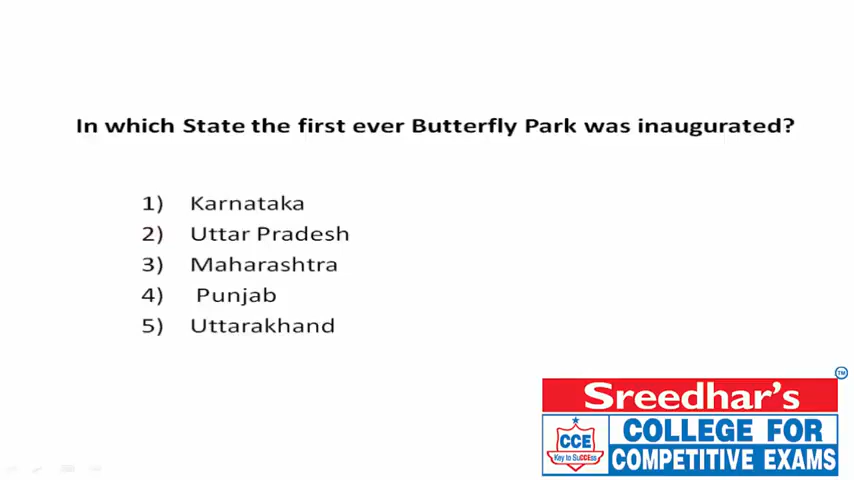 In which State the first ever Butterfly Park was inaugurated?
1) Karnataka
2) Uttar Pradesh
3) Maharashtra
4) Punjab
5) Uttarakhand
TM
Sreedhar's
CCE
Key to SuCCEss
COLLEGE FOR
COMPETITIVE EXAMS